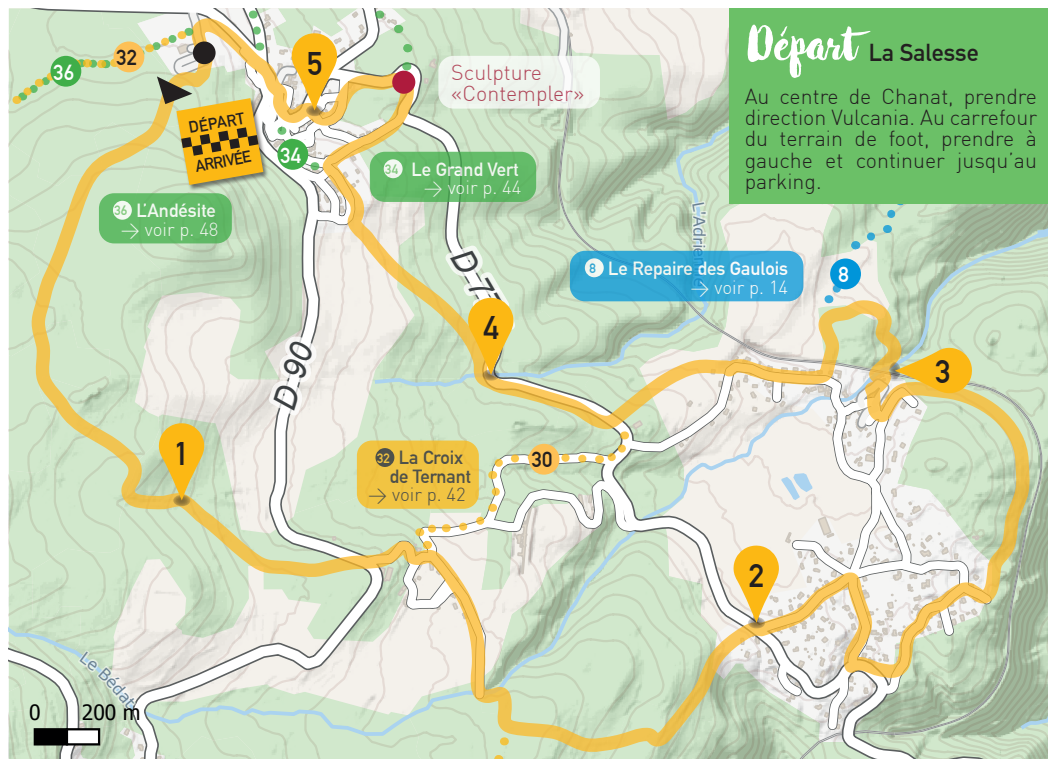 Départ La Salesse
Au centre de Chanat, prendre
direction Vulcania. Au carrefour
du terrain de foot, prendre à
gauche et continuer jusqu'au
parking.
36
32
5
Sculpture
«Contempler»
DÉPART
ARRIVÉE
34
34 Le Grand Vert
→ voir p. 44
36 L'Andésite
→ voir p. 48
8 Le Repaire des Gaulois
→ voir p. 14
8
4
3
D 90
1
32 La Croix
de Ternant
→ voir p. 42
30
2
Le Bédat
0 200 m